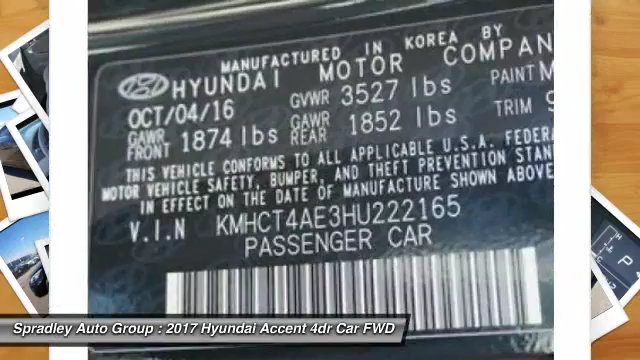 MANUFACTURED IN KOREA BY
HYUNDAI MOTOR COMPAN
OCT/04/16 GVWR 3527 lbs PAINT M
GAWR FRONT 1874 lbs GAWR REAR 1852 lbs TRIM 9
THIS VEHICLE CONFORMS TO ALL APPLICABLE U.S.A. FEDERA
MOTOR VEHICLE SAFETY, BUMPER, AND THEFT PREVENTION STAN
IN EFFECT ON THE DATE OF MANUFACTURE SHOWN ABOVE
V.I.N KMHCT4AE3HU222165
PASSENGER CAR
P
Spradley Auto Group : 2017 Hyundai Accent 4dr Car FWD